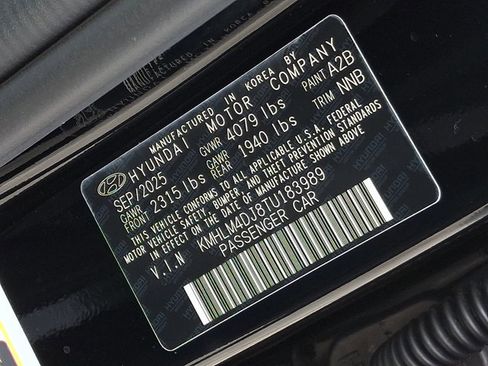 MANUFACTURED IN KOREA BY
HYUNDAI MOTOR COMPANY
SEP/2025 GVWR 4079 lbs PAINT A2B
GAWR FRONT 2315 lbs GAWR REAR 1940 lbs TRIM NNB
THIS VEHICLE CONFORMS TO ALL APPLICABLE U.S.A. FEDERAL
MOTOR VEHICLE SAFETY BUMPER AND THEFT PREVENTION STANDARDS
IN EFFECT ON THE DATE OF MANUFACTURE SHOWN ABOVE.
V.I.N KMHLM4DJ8TU183989
PASSENGER CAR